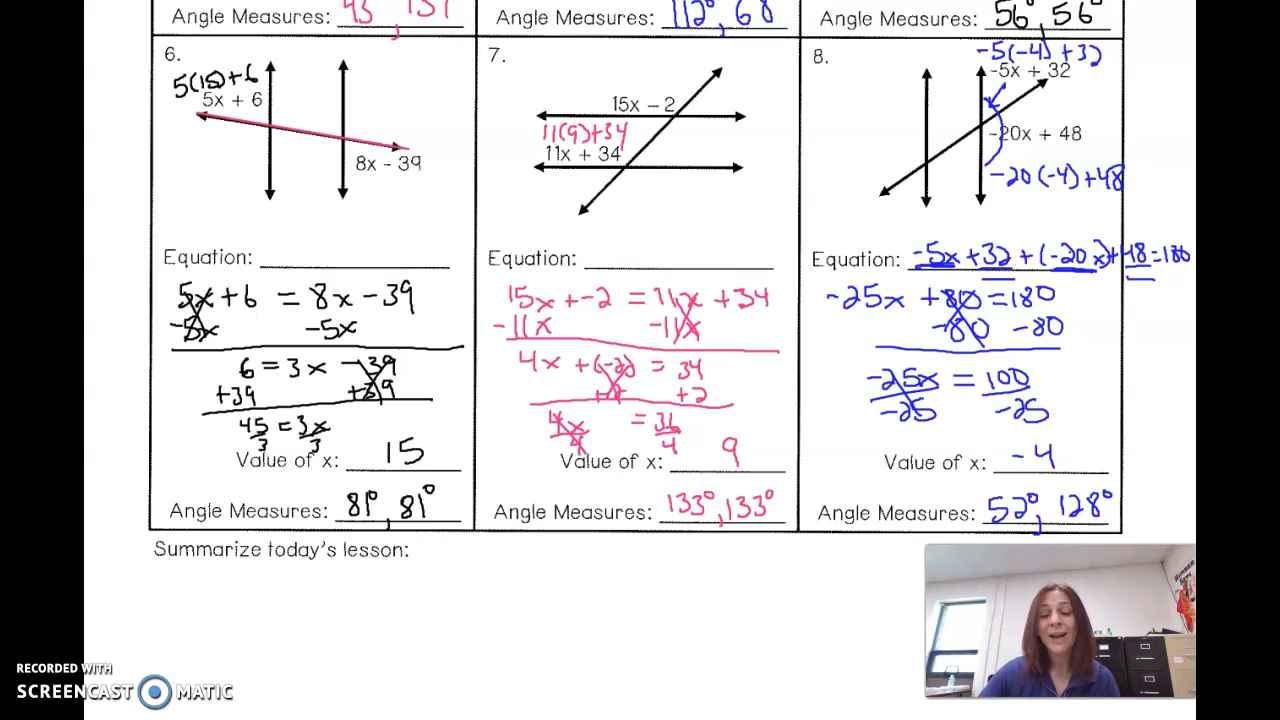 Angle Measures: 43 , 137
Angle Measures: 112° , 68
Angle Measures: 56° , 56°
6.
5(15)+6
5x + 6
8x - 39
Equation:
5x + 6 = 8x - 39
-5x -5x
6 = 3x - 39
+39 +39
45 = 3x
3 3
Value of x: 15
Angle Measures: 81° , 81°
7.
15x - 2
11(9)+34
11x + 34
Equation:
15x + -2 = 11x + 34
-11x -11x
4x + (-2) = 34
+2 +2
4x = 36
4 4
Value of x: 9
Angle Measures: 133° , 133°
8.
-5(-4) + 32
-5x + 32
-20x + 48
-20(-4) + 48
Equation: -5x + 32 + (-20x) + 48 = 180
-25x + 80 = 180
-80 -80
-25x = 100
-25 -25
Value of x: -4
Angle Measures: 52° , 128°
Summarize today's lesson:
RECORDED WITH
SCREENCAST MATIC